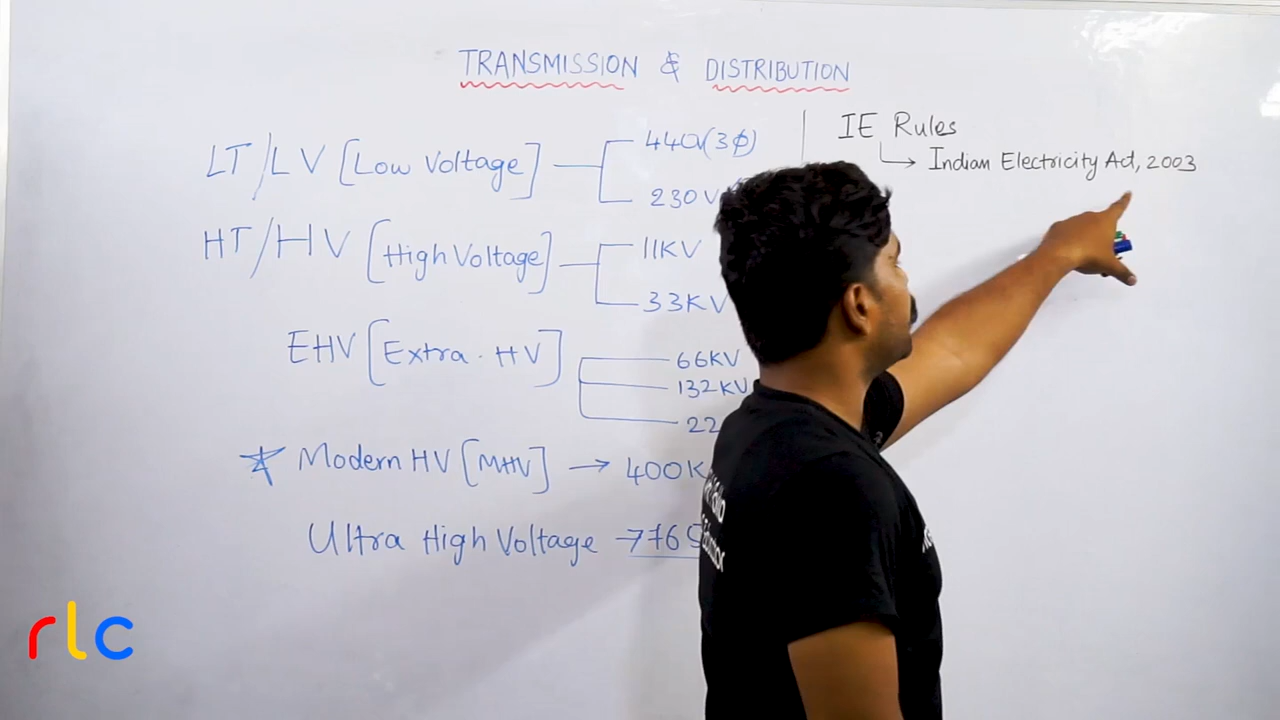 TRANSMISSION & DISTRIBUTION
LT/LV [Low Voltage]
440V(3φ)
230V
HT/HV [High Voltage]
11KV
33KV
EHV [Extra. HV]
66KV
132KV
22
☆ Modern HV [MHV] → 400K
Ultra High Voltage → 765
IE Rules
↳ Indian Electricity Act, 2003
rlc